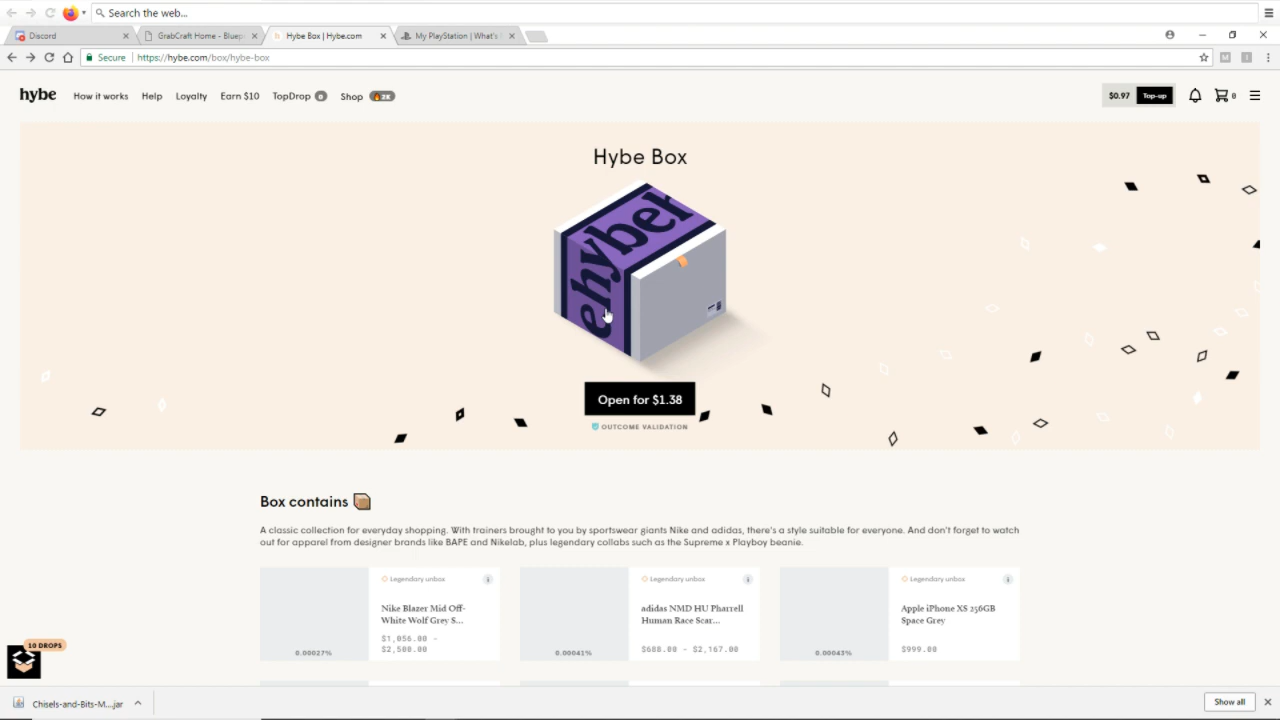 Search the web...
Discord
GrabCraft Home - Bluep
Hybe Box | Hybe.com
My PlayStation | What's
Secure
https://hybe.com/box/hybe-box
hybe
How it works
Help
Loyalty
Earn $10
TopDrop 0
Shop
2K
$0.97
Top-up
0
Hybe Box
ehybeh
Open for $1.38
OUTCOME VALIDATION
Box contains
A classic collection for everyday shopping. With trainers brought to you by sportswear giants Nike and adidas, there's a style suitable for everyone. And don't forget to watch
out for apparel from designer brands like BAPE and Nikelab, plus legendary collabs such as the Supreme x Playboy beanie.
Legendary unbox
Nike Blazer Mid Off-
White Wolf Grey S...
$1,056.00 -
$2,500.00
0.00027%
Legendary unbox
adidas NMD HU Pharrell
Human Race Scar...
$688.00 - $2,167.00
0.00041%
Legendary unbox
Apple iPhone XS 256GB
Space Grey
$999.00
0.00043%
10 DROPS
Chisels-and-Bits-M....jar
Show all